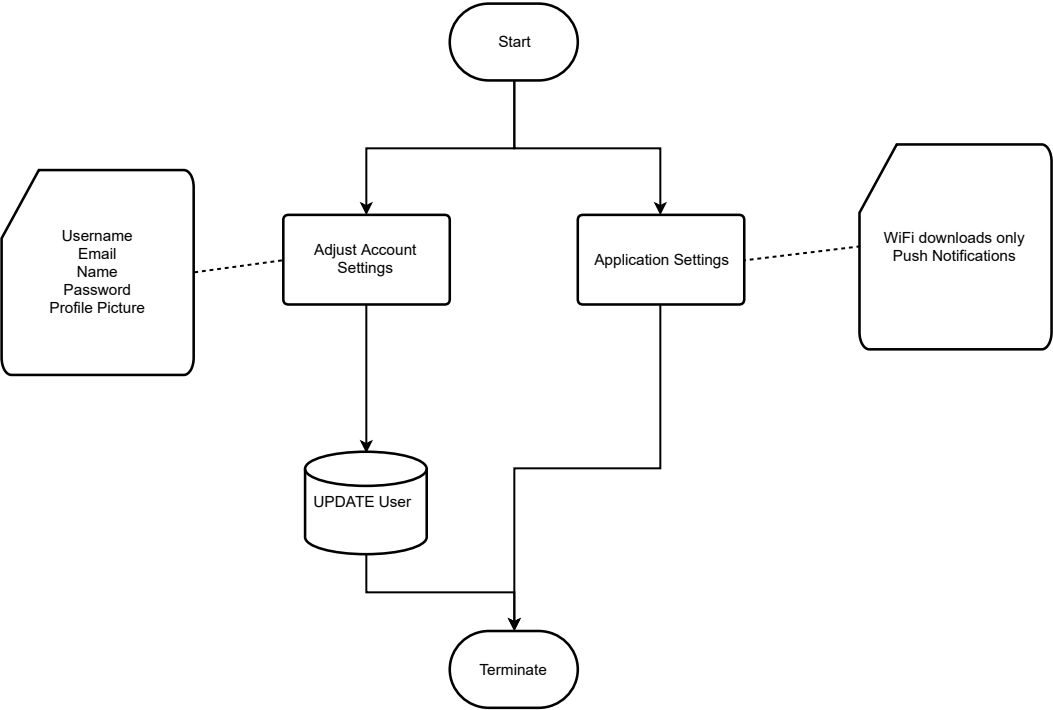 Start
Username
Email
Name
Password
Profile Picture
Adjust Account
Settings
Application Settings
WiFi downloads only
Push Notifications
UPDATE User
Terminate